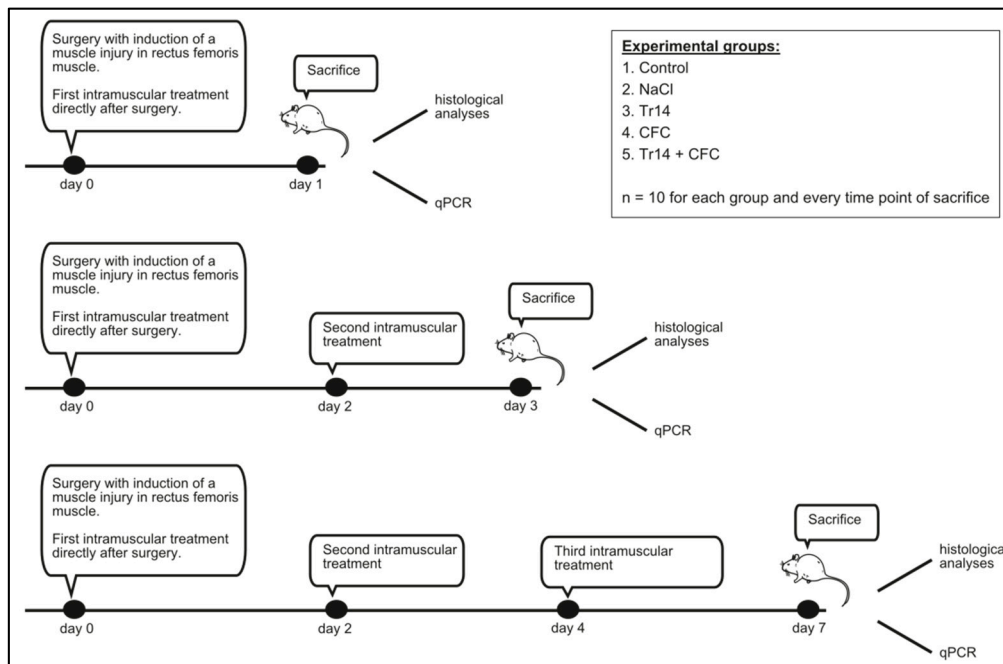 Surgery with induction of a
muscle injury in rectus femoris
muscle.
First intramuscular treatment
directly after surgery.
Sacrifice
histological
analyses
qPCR
day 0
day 1
Experimental groups:
1. Control
2. NaCl
3. Tr14
4. CFC
5. Tr14 + CFC
n = 10 for each group and every time point of sacrifice
Surgery with induction of a
muscle injury in rectus femoris
muscle.
First intramuscular treatment
directly after surgery.
Second intramuscular
treatment
Sacrifice
histological
analyses
qPCR
day 0
day 2
day 3
Surgery with induction of a
muscle injury in rectus femoris
muscle.
First intramuscular treatment
directly after surgery.
Second intramuscular
treatment
Third intramuscular
treatment
Sacrifice
histological
analyses
qPCR
day 0
day 2
day 4
day 7